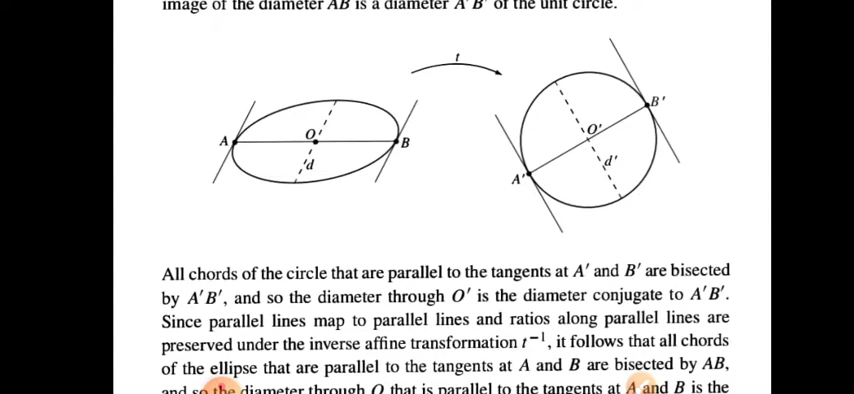 image of the diameter AB is a diameter A′B′ of the unit circle.
t
A
O
B
d
A′
O′
B′
d′
All chords of the circle that are parallel to the tangents at A′ and B′ are bisected
by A′B′, and so the diameter through O′ is the diameter conjugate to A′B′.
Since parallel lines map to parallel lines and ratios along parallel lines are
preserved under the inverse affine transformation t⁻¹, it follows that all chords
of the ellipse that are parallel to the tangents at A and B are bisected by AB,
and so the diameter through O that is parallel to the tangents at A and B is the